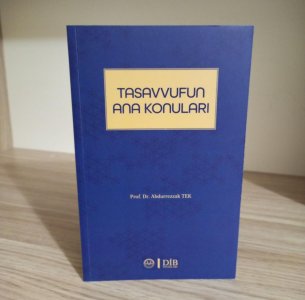 TASAVVUFUN
ANA KONULARI
Prof. Dr. Abdurrezzak TEK
DİB